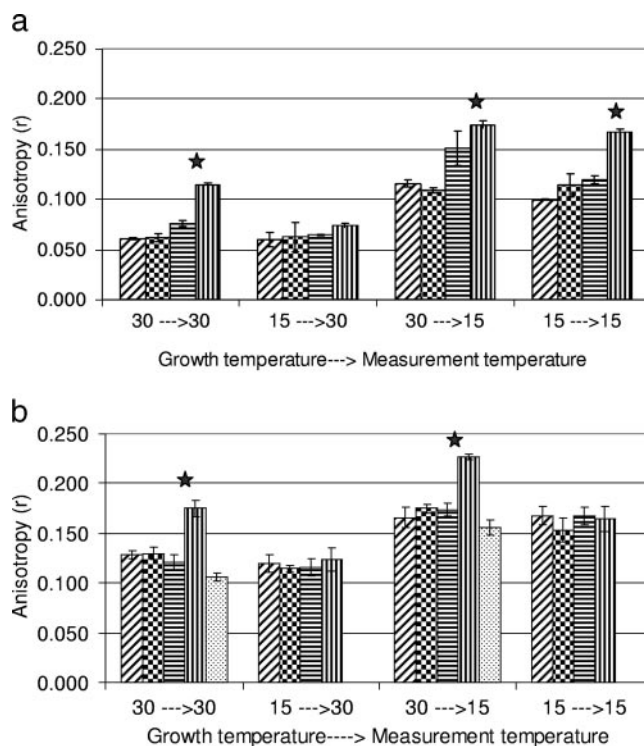 a
0.250
0.200
0.150
0.100
0.050
0.000
Anisotropy (r)
30 --->30 15 --->30 30 --->15 15 --->15
Growth temperature---> Measurement temperature
b
0.250
0.200
0.150
0.100
0.050
0.000
Anisotropy (r)
30 --->30 15 --->30 30 --->15 15 --->15
Growth temperature----> Measurement temperature